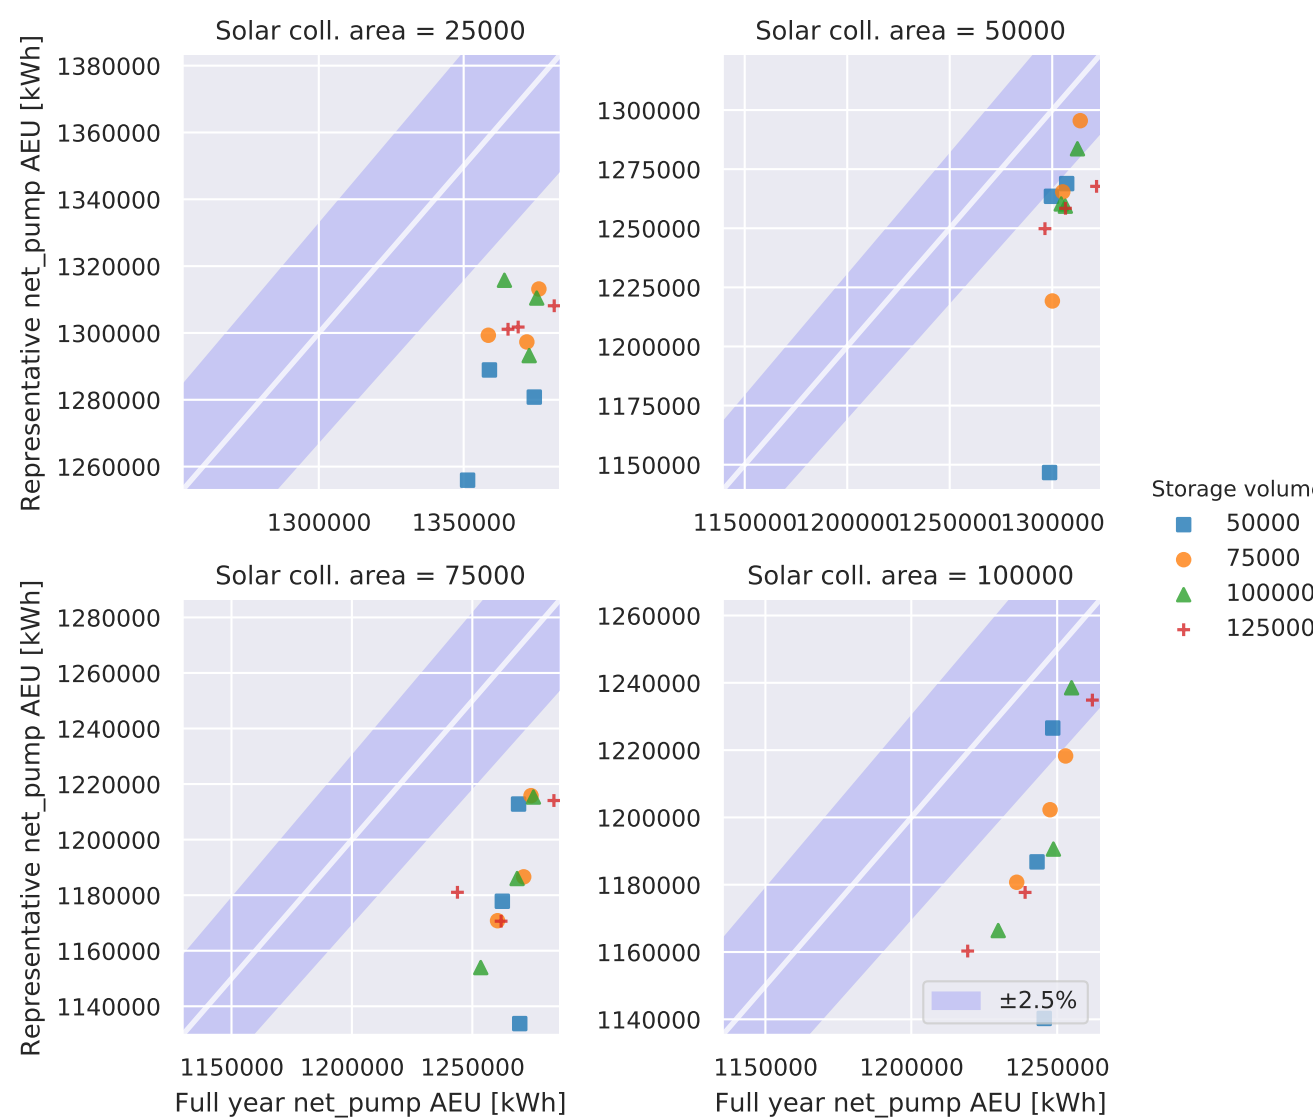 Solar coll. area = 25000
Representative net_pump AEU [kWh]
1380000
1360000
1340000
1320000
1300000
1280000
1260000
1300000 1350000
Solar coll. area = 50000
1300000
1275000
1250000
1225000
1200000
1175000
1150000
1150000 1200000 1250000 1300000
Solar coll. area = 75000
Representative net_pump AEU [kWh]
1280000
1260000
1240000
1220000
1200000
1180000
1160000
1140000
1150000 1200000 1250000
Full year net_pump AEU [kWh]
Solar coll. area = 100000
1260000
1240000
1220000
1200000
1180000
1160000
1140000
±2.5%
1150000 1200000 1250000
Full year net_pump AEU [kWh]
Storage volume
50000
75000
100000
125000